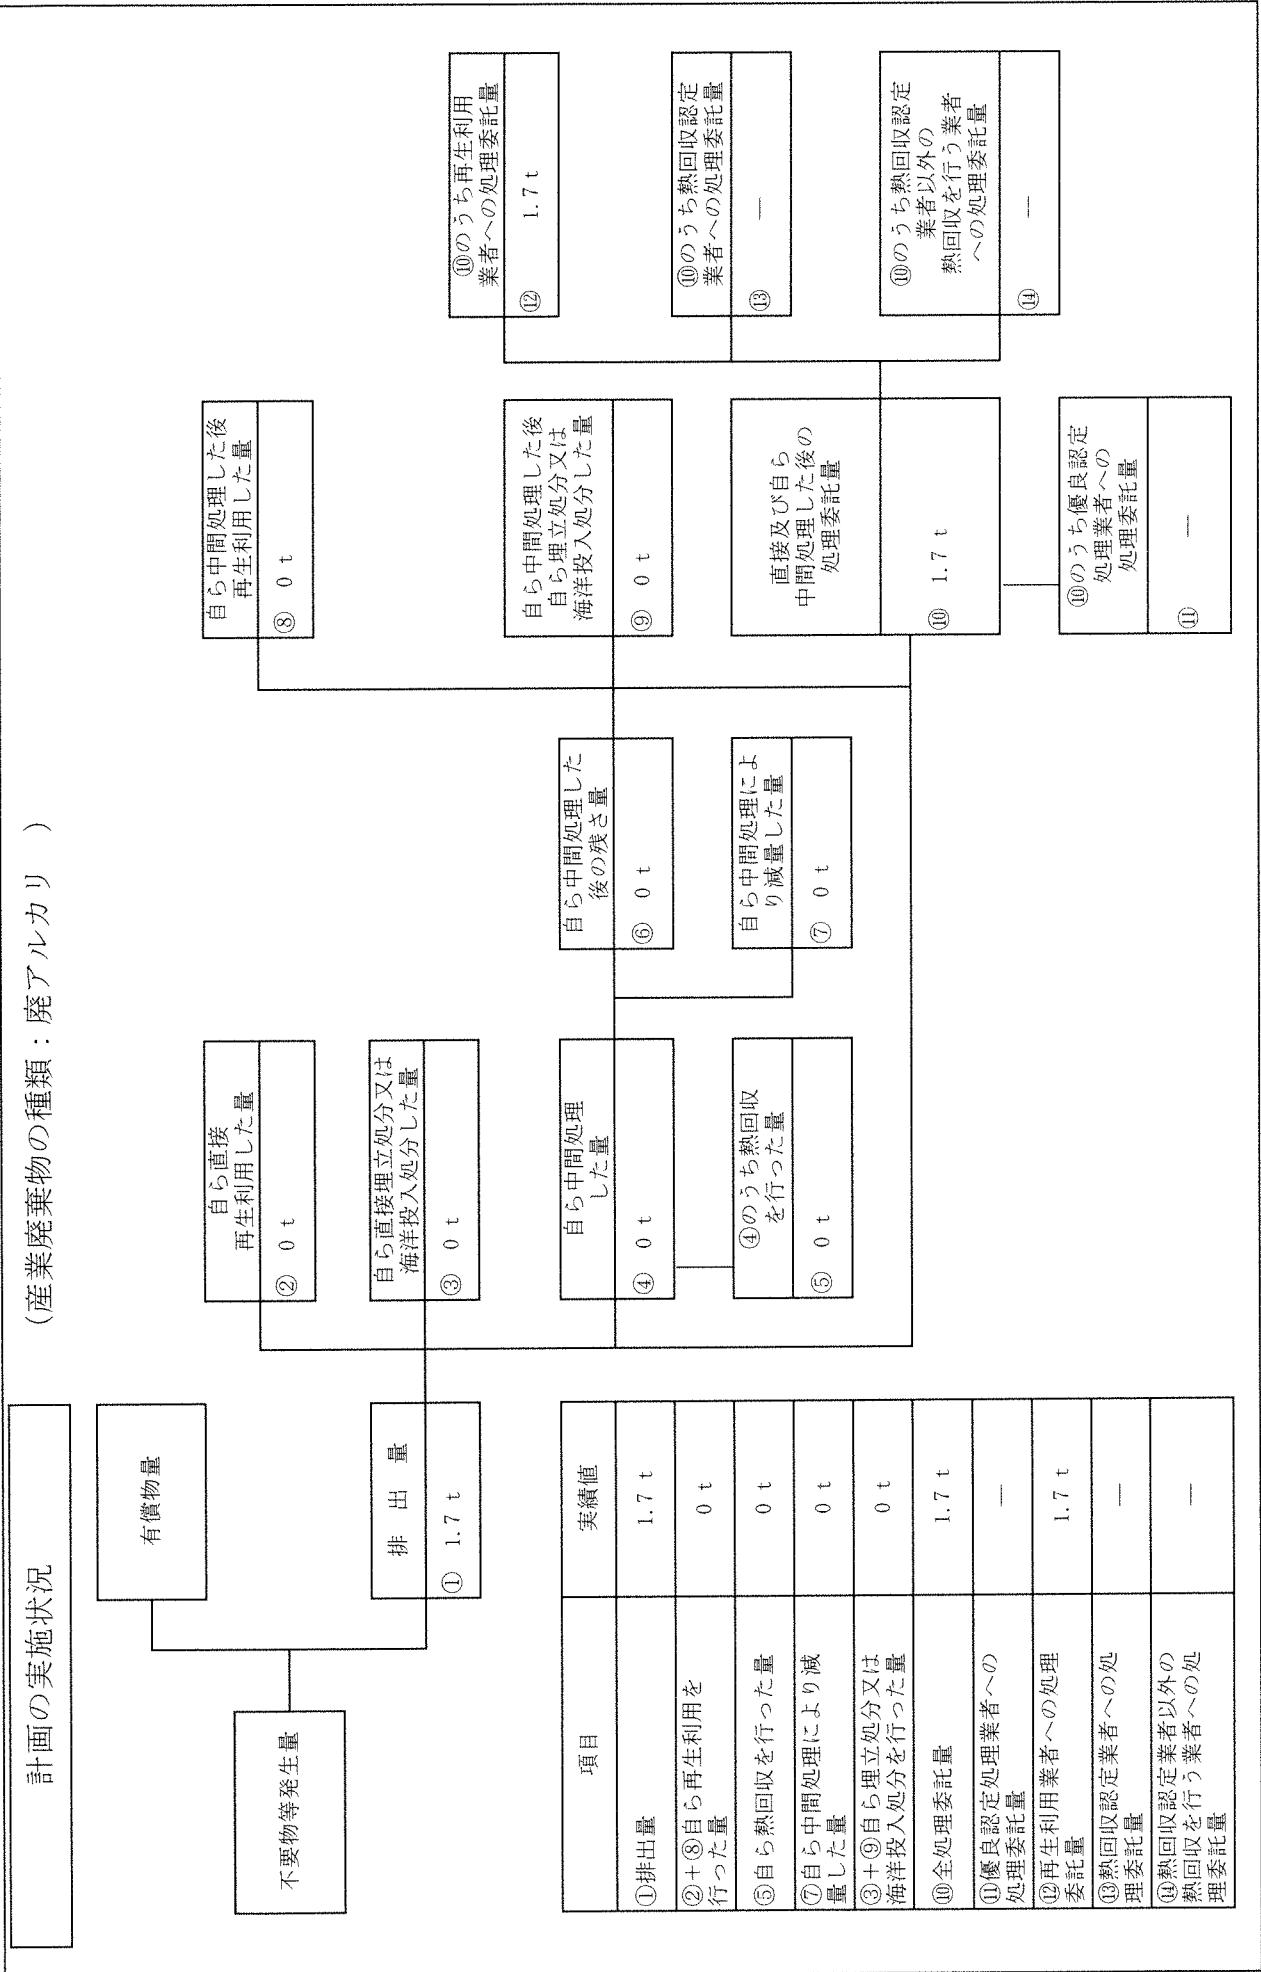 計画の実施状況
(産業廃棄物の種類：廃アルカリ )
不要物等発生量
有償物量
排 出 量
① 1.7 t
自ら直接
再生利用した量
② 0 t
自ら直接埋立処分又は
海洋投入処分した量
③ 0 t
自ら中間処理
した量
④ 0 t
④のうち熱回収
を行った量
⑤ 0 t
自ら中間処理した
後の残さ量
⑥ 0 t
自ら中間処理によ
り減量した量
⑦ 0 t
自ら中間処理した後
再生利用した量
⑧ 0 t
自ら中間処理した後
自ら埋立処分又は
海洋投入処分した量
⑨ 0 t
直接及び自ら
中間処理した後の
処理委託量
⑩ 1.7 t
⑩のうち優良認定
処理業者への
処理委託量
⑪ —
⑩のうち再生利用
業者への処理委託量
⑫ 1.7 t
⑩のうち熱回収認定
業者への処理委託量
⑬ —
⑩のうち熱回収認定
業者以外の
熱回収を行う業者
への処理委託量
⑭ —
項目 実績値
①排出量 1.7 t
②＋⑧自ら再生利用を
行った量 0 t
⑤自ら熱回収を行った量 0 t
⑦自ら中間処理により減
量した量 0 t
③＋⑨自ら埋立処分又は
海洋投入処分を行った量 0 t
⑩全処理委託量 1.7 t
⑪優良認定処理業者への
処理委託量 —
⑫再生利用業者への処理
委託量 1.7 t
⑬熱回収認定業者への処
理委託量 —
⑭熱回収認定業者以外の
熱回収を行う業者への処
理委託量 —